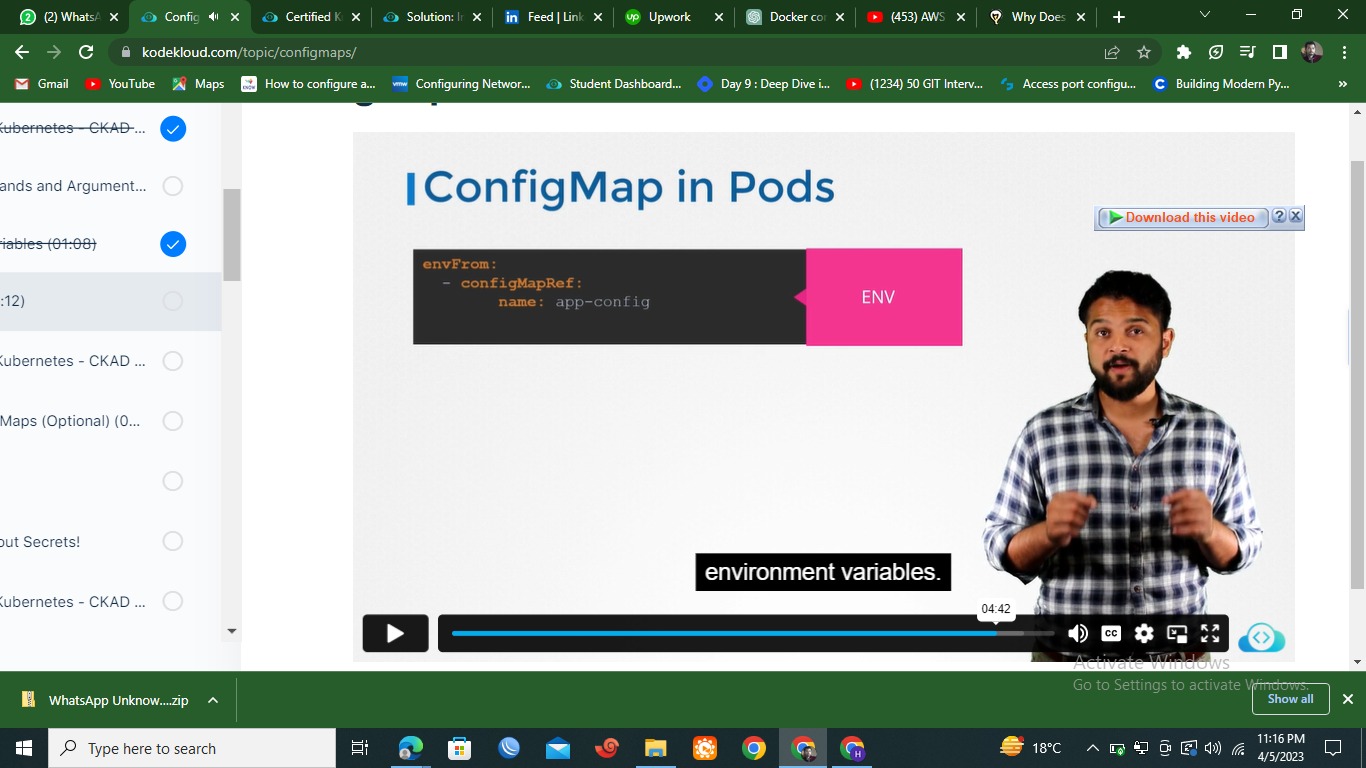 (2) WhatsA
Config
Certified K
Solution: I
Feed | Link
Upwork
Docker co
(453) AWS
Why Does
kodekloud.com/topic/configmaps/
Gmail
YouTube
Maps
How to configure a...
Configuring Networ...
Student Dashboard...
Day 9 : Deep Dive i...
(1234) 50 GIT Interv...
Access port configu...
Building Modern Py...
Kubernetes - CKAD ...
ands and Argument...
riables (01:08)
:12)
Kubernetes - CKAD ...
Maps (Optional) (0...
out Secrets!
Kubernetes - CKAD ...
ConfigMap in Pods
Download this video
envFrom:
- configMapRef:
name: app-config
ENV
environment variables.
04:42
CC
Activate Windows
Go to Settings to activate Windows.
WhatsApp Unknow....zip
Show all
Type here to search
18°C
11:16 PM
4/5/2023